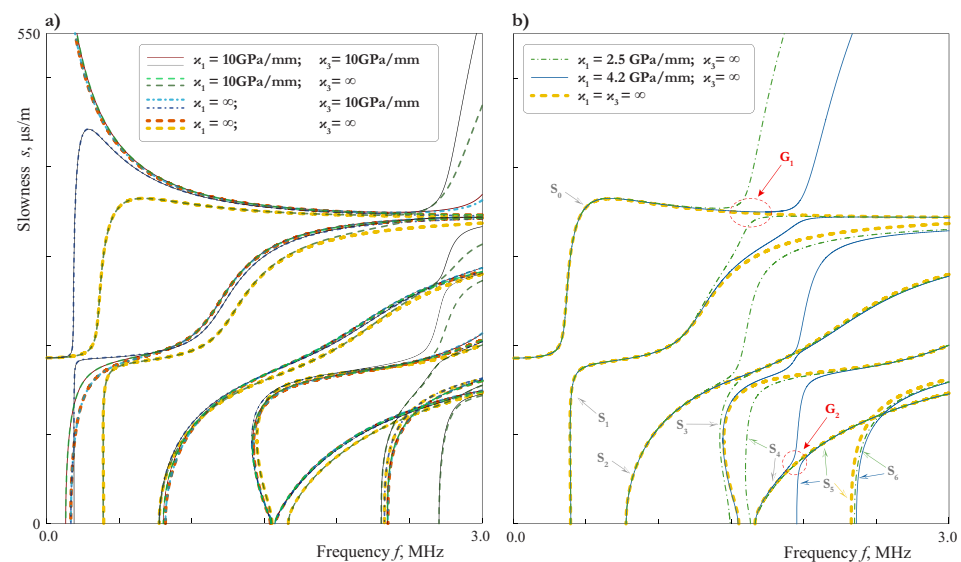 a)
b)
550
ϰ₁ = 10GPa/mm; ϰ₃ = 10GPa/mm
ϰ₁ = 10GPa/mm; ϰ₃ = ∞
ϰ₁ = ∞; ϰ₃ = 10GPa/mm
ϰ₁ = ∞; ϰ₃ = ∞
ϰ₁ = 2.5 GPa/mm; ϰ₃ = ∞
ϰ₁ = 4.2 GPa/mm; ϰ₃ = ∞
ϰ₁ = ϰ₃ = ∞
Slowness s, μs/m
G₁
S₀
S₁
S₂
S₃
S₄
G₂
S₅
S₆
0
0.0
3.0
Frequency f, MHz
0.0
3.0
Frequency f, MHz